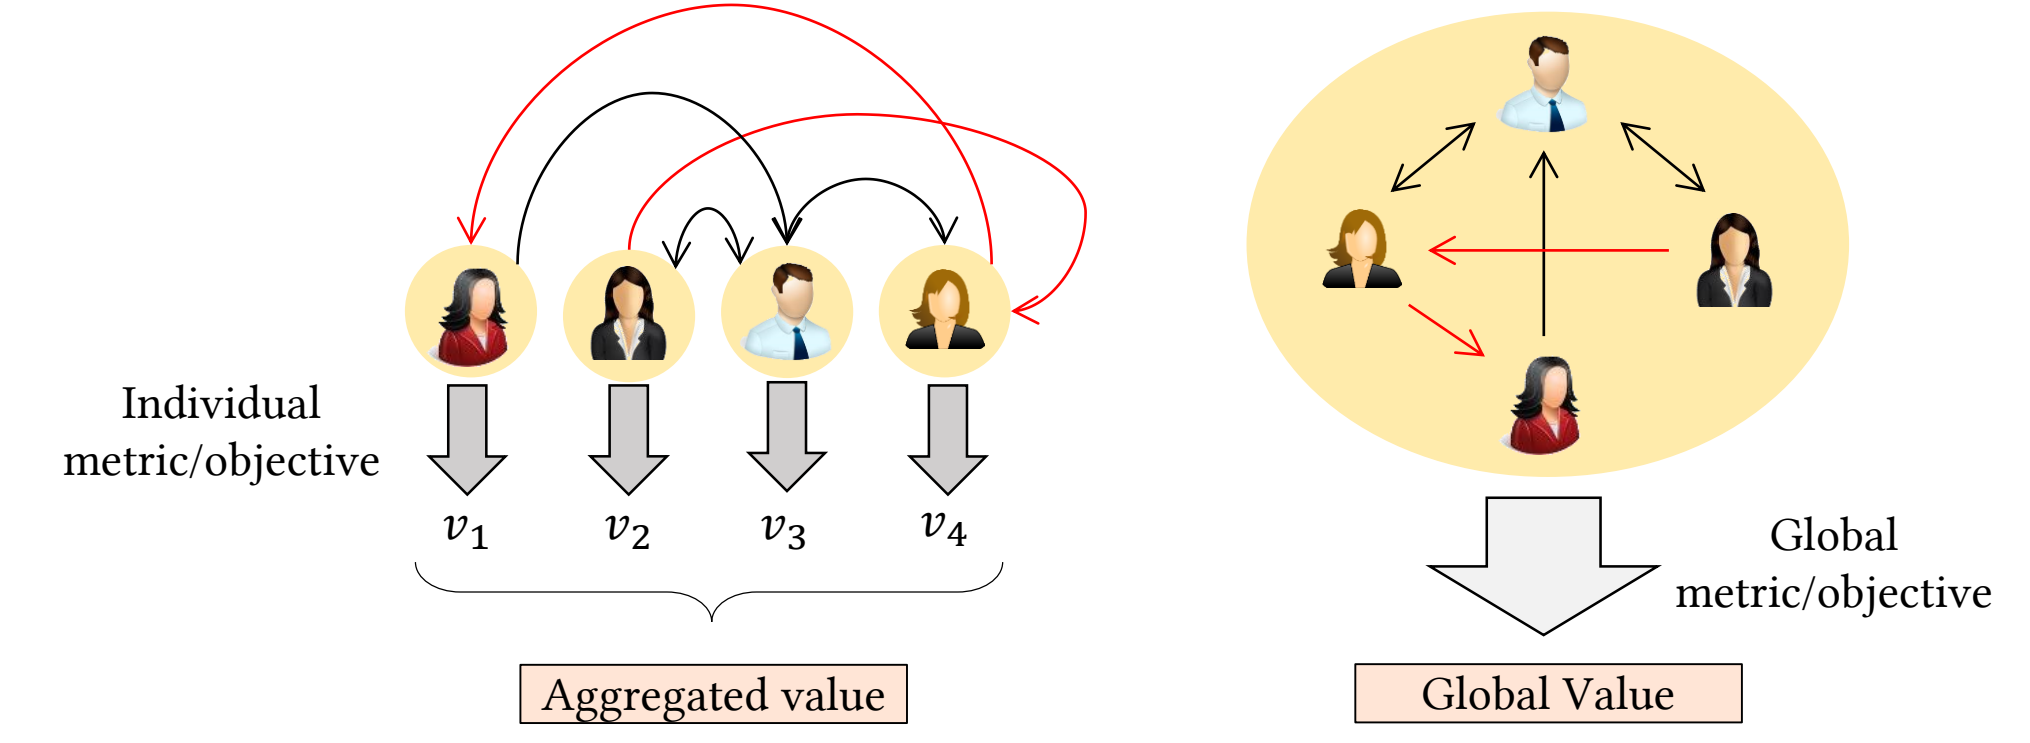 Individual
metric/objective
v₁ v₂ v₃ v₄
Aggregated value
Global
metric/objective
Global Value